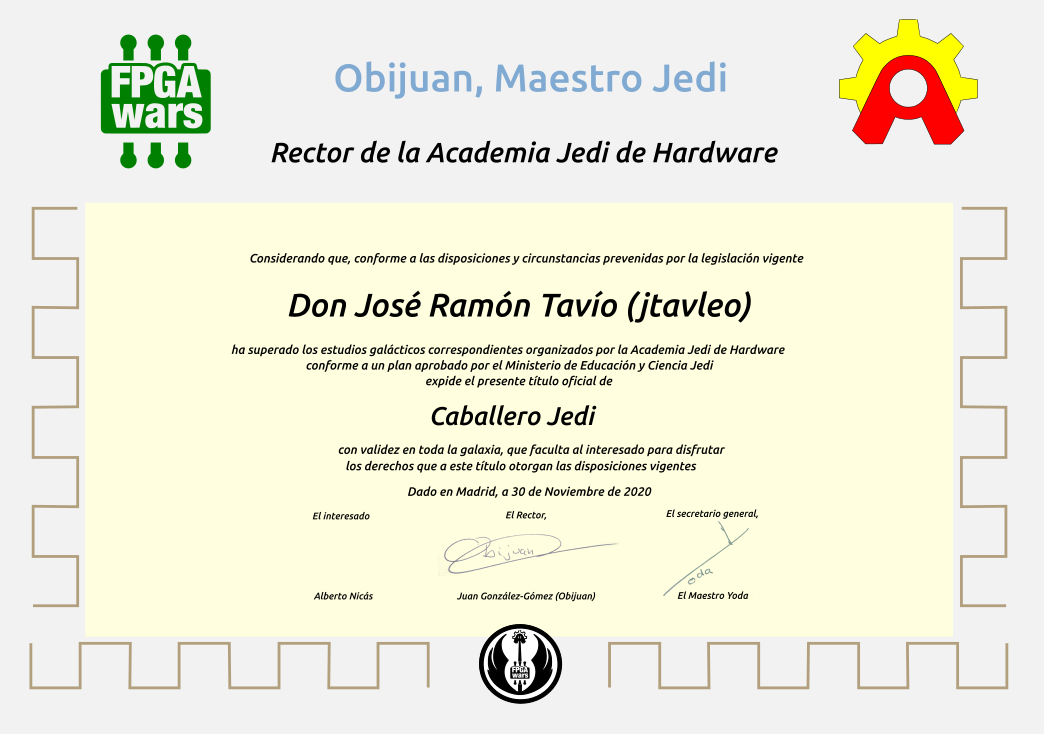 FPGA
wars
Obijuan, Maestro Jedi
Rector de la Academia Jedi de Hardware
Considerando que, conforme a las disposiciones y circunstancias prevenidas por la legislación vigente
Don José Ramón Tavío (jtavleo)
ha superado los estudios galácticos correspondientes organizados por la Academia Jedi de Hardware
conforme a un plan aprobado por el Ministerio de Educación y Ciencia Jedi
expide el presente título oficial de
Caballero Jedi
con validez en toda la galaxia, que faculta al interesado para disfrutar
los derechos que a este título otorgan las disposiciones vigentes
Dado en Madrid, a 30 de Noviembre de 2020
El interesado
El Rector,
El secretario general,
Obijuan
Yoda
Alberto Nicás
Juan González-Gómez (Obijuan)
El Maestro Yoda
FPGA
wars